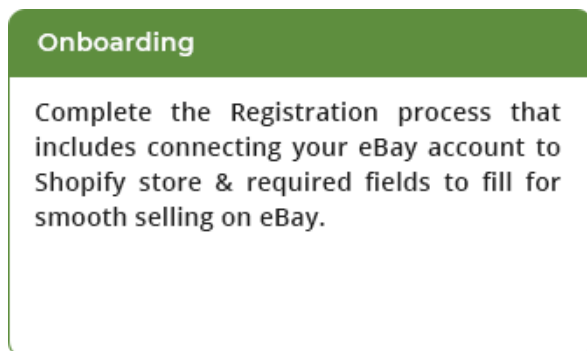 Onboarding
Complete the Registration process that
includes connecting your eBay account to
Shopify store & required fields to fill for
smooth selling on eBay.